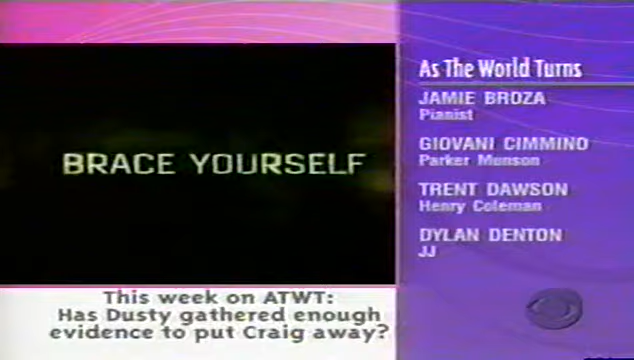 BRACE YOURSELF
As The World Turns
JAMIE BROZA
Pianist
GIOVANI CIMMINO
Parker Munson
TRENT DAWSON
Henry Coleman
DYLAN DENTON
JJ
This week on ATWT:
Has Dusty gathered enough
evidence to put Craig away?